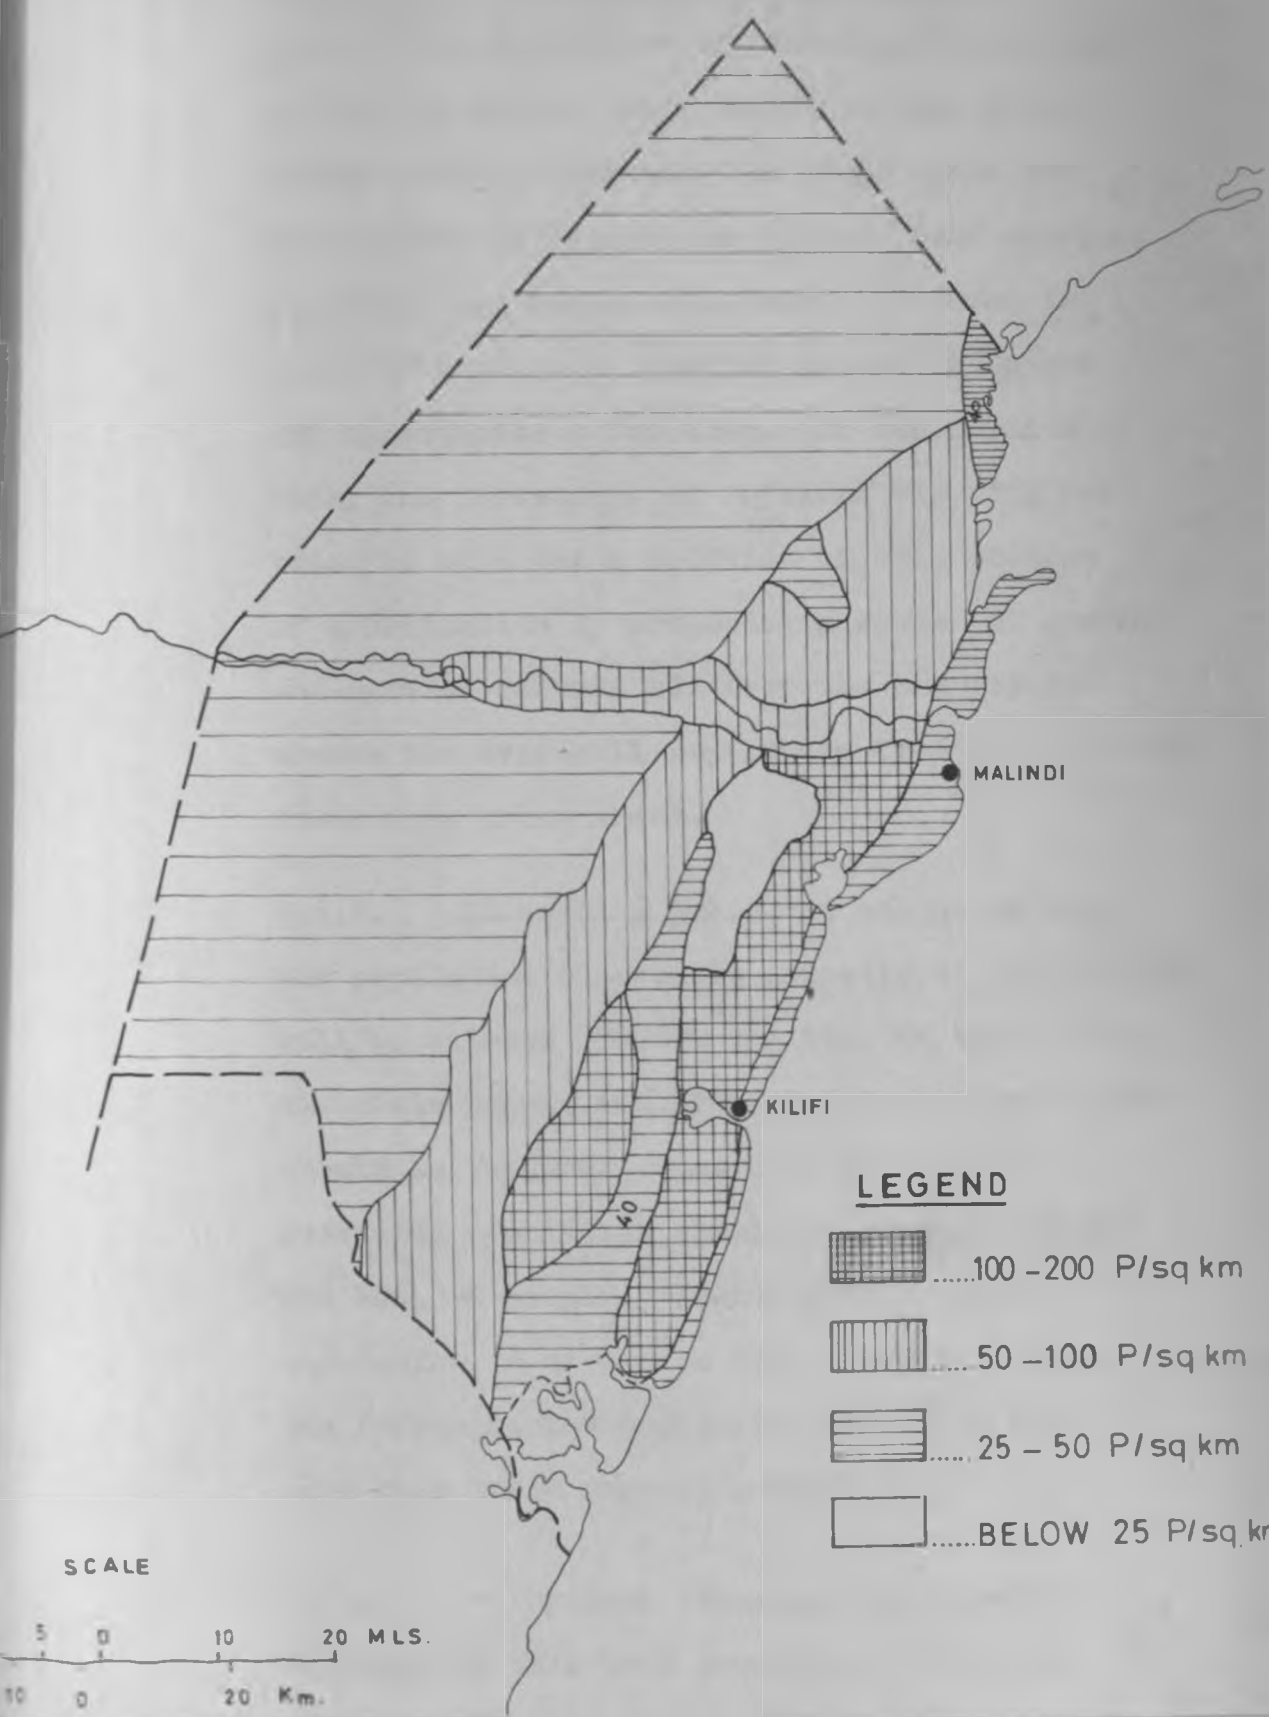 40
MALINDI
KILIFI
40
LEGEND
......100 – 200 P/sq km
.....50 – 100 P/sq km
......25 – 50 P/sq km
......BELOW 25 P/sq.km
SCALE
5 0 10 20 MLS.
10 0 20 Km.